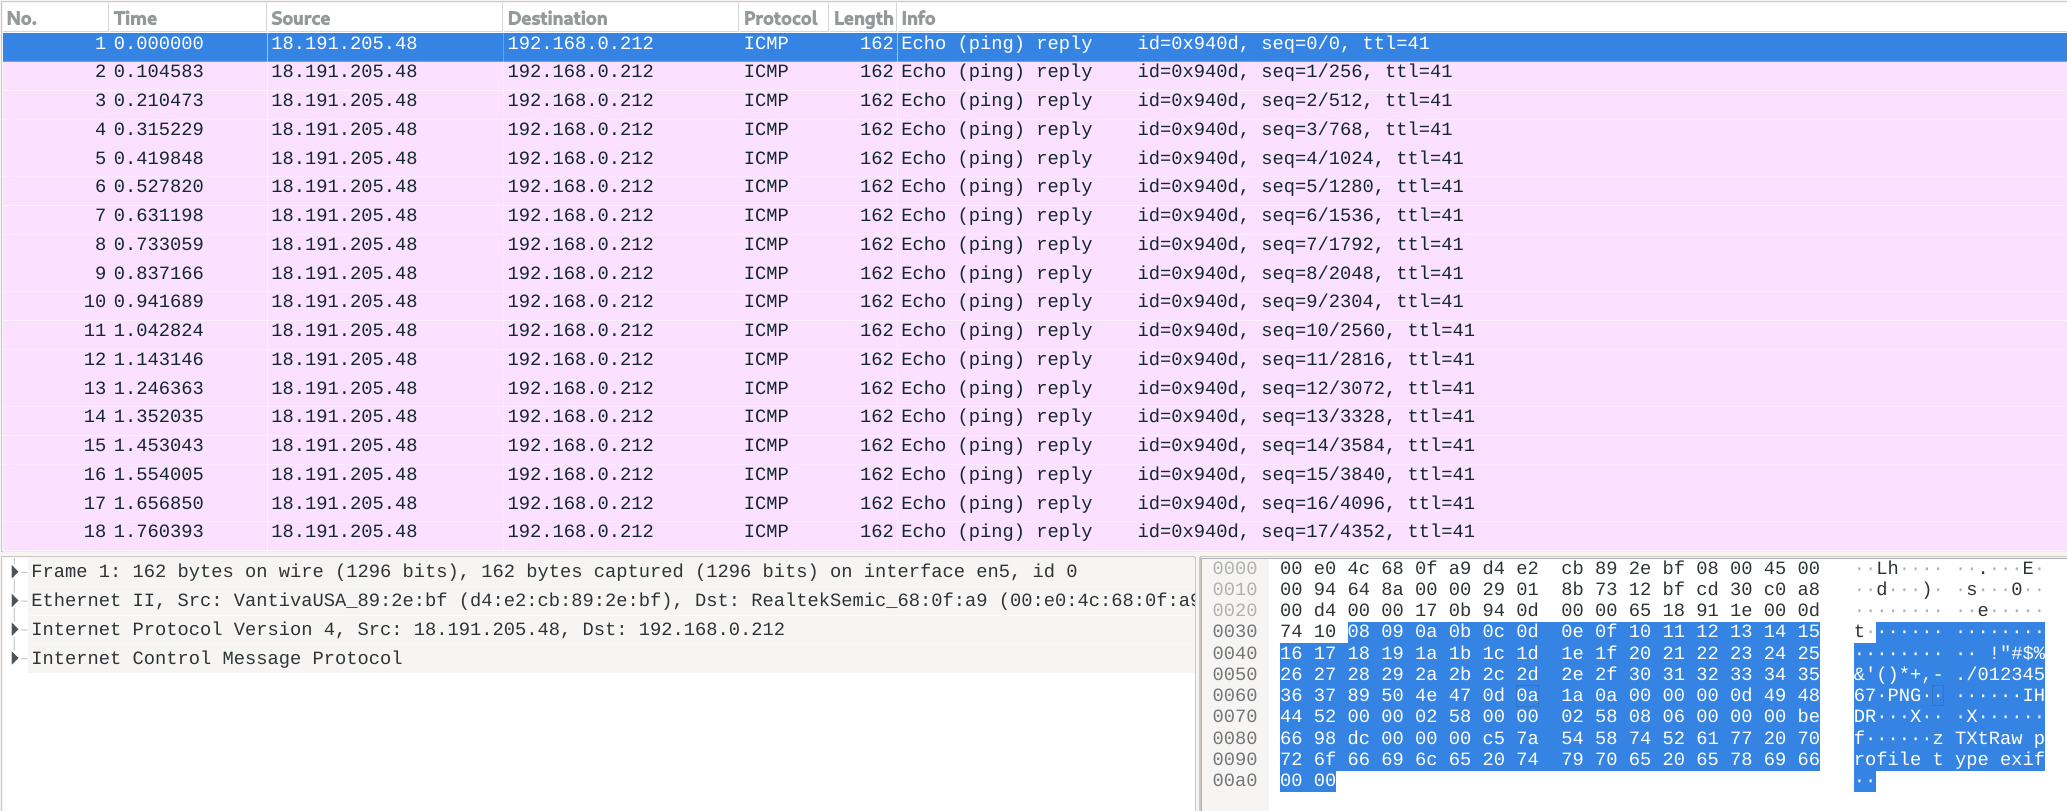 No. Time Source Destination Protocol Length Info
1 0.000000 18.191.205.48 192.168.0.212 ICMP 162 Echo (ping) reply id=0x940d, seq=0/0, ttl=41
2 0.104583 18.191.205.48 192.168.0.212 ICMP 162 Echo (ping) reply id=0x940d, seq=1/256, ttl=41
3 0.210473 18.191.205.48 192.168.0.212 ICMP 162 Echo (ping) reply id=0x940d, seq=2/512, ttl=41
4 0.315229 18.191.205.48 192.168.0.212 ICMP 162 Echo (ping) reply id=0x940d, seq=3/768, ttl=41
5 0.419848 18.191.205.48 192.168.0.212 ICMP 162 Echo (ping) reply id=0x940d, seq=4/1024, ttl=41
6 0.527820 18.191.205.48 192.168.0.212 ICMP 162 Echo (ping) reply id=0x940d, seq=5/1280, ttl=41
7 0.631198 18.191.205.48 192.168.0.212 ICMP 162 Echo (ping) reply id=0x940d, seq=6/1536, ttl=41
8 0.733059 18.191.205.48 192.168.0.212 ICMP 162 Echo (ping) reply id=0x940d, seq=7/1792, ttl=41
9 0.837166 18.191.205.48 192.168.0.212 ICMP 162 Echo (ping) reply id=0x940d, seq=8/2048, ttl=41
10 0.941689 18.191.205.48 192.168.0.212 ICMP 162 Echo (ping) reply id=0x940d, seq=9/2304, ttl=41
11 1.042824 18.191.205.48 192.168.0.212 ICMP 162 Echo (ping) reply id=0x940d, seq=10/2560, ttl=41
12 1.143146 18.191.205.48 192.168.0.212 ICMP 162 Echo (ping) reply id=0x940d, seq=11/2816, ttl=41
13 1.246363 18.191.205.48 192.168.0.212 ICMP 162 Echo (ping) reply id=0x940d, seq=12/3072, ttl=41
14 1.352035 18.191.205.48 192.168.0.212 ICMP 162 Echo (ping) reply id=0x940d, seq=13/3328, ttl=41
15 1.453043 18.191.205.48 192.168.0.212 ICMP 162 Echo (ping) reply id=0x940d, seq=14/3584, ttl=41
16 1.554005 18.191.205.48 192.168.0.212 ICMP 162 Echo (ping) reply id=0x940d, seq=15/3840, ttl=41
17 1.656850 18.191.205.48 192.168.0.212 ICMP 162 Echo (ping) reply id=0x940d, seq=16/4096, ttl=41
18 1.760393 18.191.205.48 192.168.0.212 ICMP 162 Echo (ping) reply id=0x940d, seq=17/4352, ttl=41
Frame 1: 162 bytes on wire (1296 bits), 162 bytes captured (1296 bits) on interface en5, id 0
Ethernet II, Src: VantivaUSA_89:2e:bf (d4:e2:cb:89:2e:bf), Dst: RealtekSemic_68:0f:a9 (00:e0:4c:68:0f:a9
Internet Protocol Version 4, Src: 18.191.205.48, Dst: 192.168.0.212
Internet Control Message Protocol
0000 00 e0 4c 68 0f a9 d4 e2 cb 89 2e bf 08 00 45 00 ··Lh···· ··.···E·
0010 00 94 64 8a 00 00 29 01 8b 73 12 bf cd 30 c0 a8 ··d···)· ·s···0··
0020 00 d4 00 00 17 0b 94 0d 00 00 65 18 91 1e 00 0d ········ ··e·····
0030 74 10 08 09 0a 0b 0c 0d 0e 0f 10 11 12 13 14 15 t······· ········
0040 16 17 18 19 1a 1b 1c 1d 1e 1f 20 21 22 23 24 25 ········ ·· !"#$%
0050 26 27 28 29 2a 2b 2c 2d 2e 2f 30 31 32 33 34 35 &'()*+,- ./012345
0060 36 37 89 50 4e 47 0d 0a 1a 0a 00 00 00 0d 49 48 67·PNG·· ······IH
0070 44 52 00 00 02 58 00 00 02 58 08 06 00 00 00 be DR···X·· ·X······
0080 66 98 dc 00 00 00 c5 7a 54 58 74 52 61 77 20 70 f······z TXtRaw p
0090 72 6f 66 69 6c 65 20 74 79 70 65 20 65 78 69 66 rofile t ype exif
00a0 00 00 ··